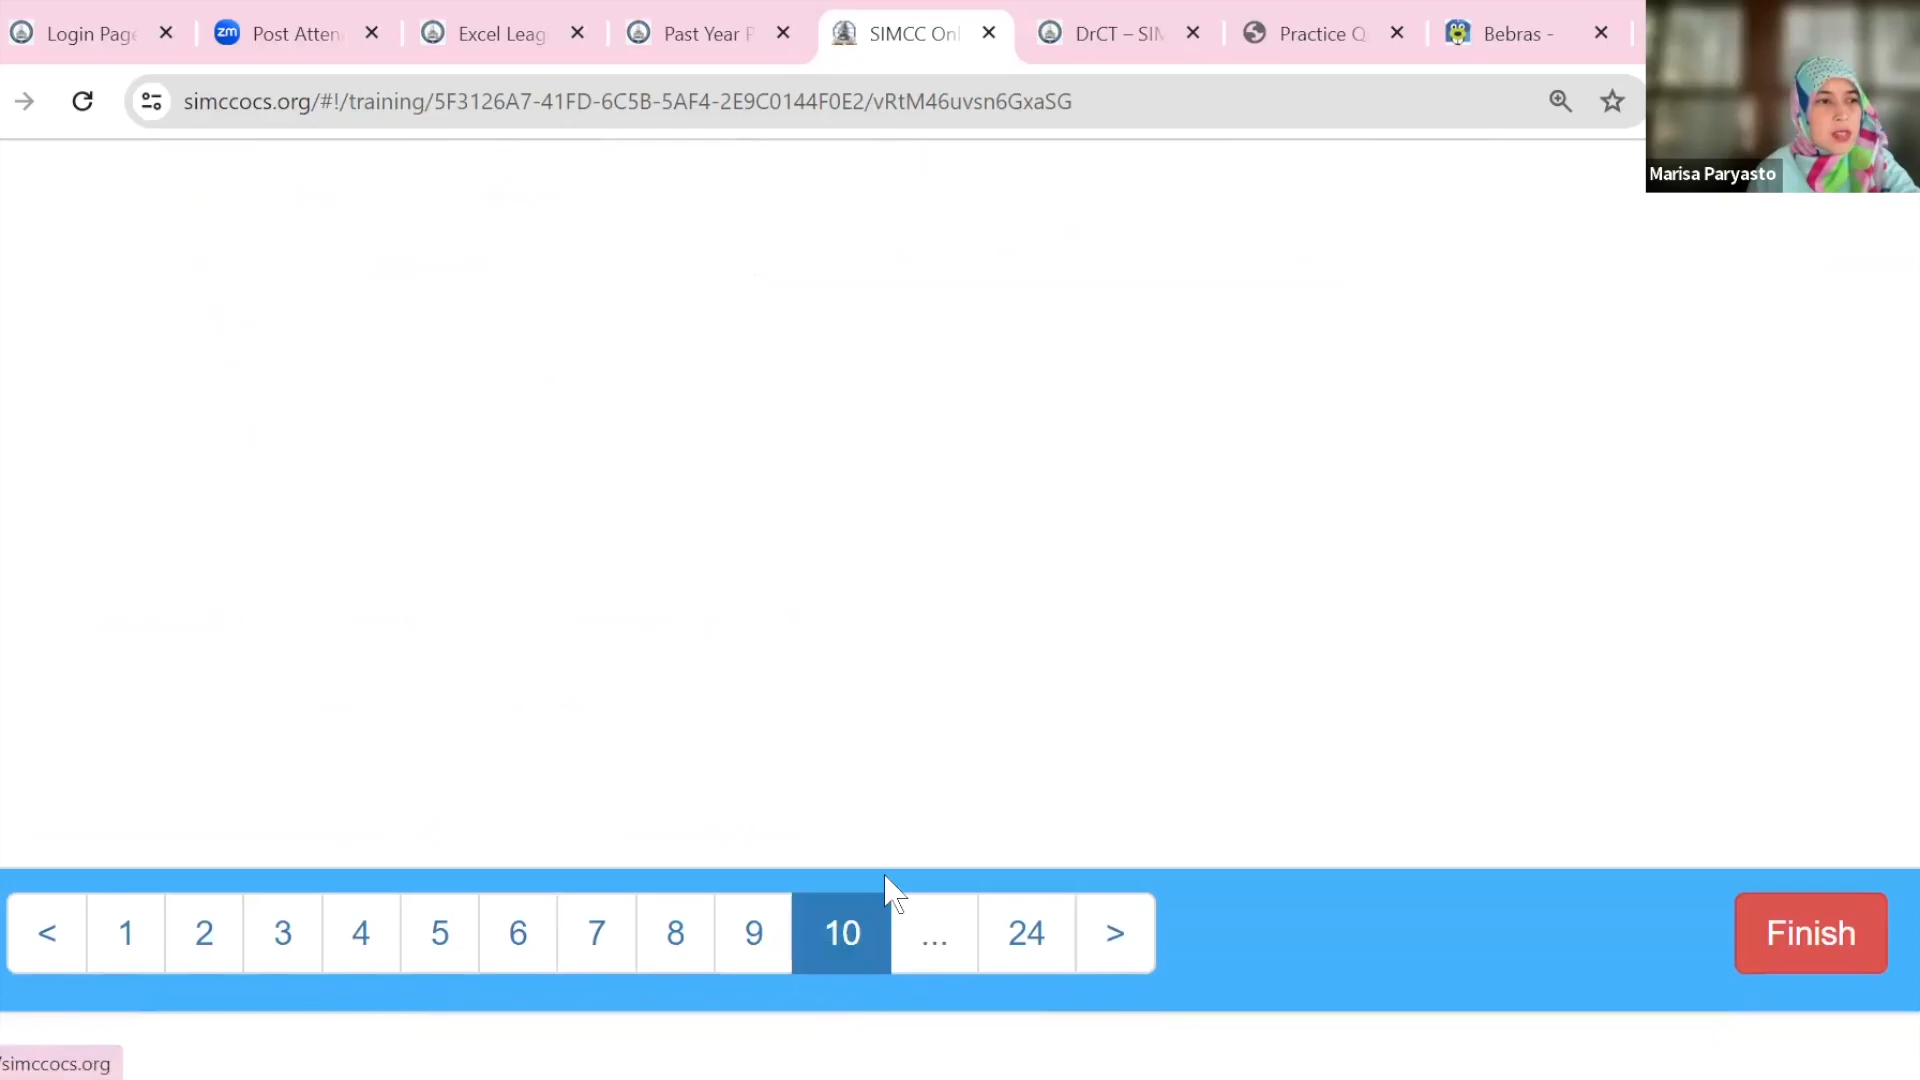 Login Page
Post Atten
Excel Leag
Past Year P
SIMCC Onl
DrCT – SIM
Practice Q
Bebras -
simccocs.org/#!/training/5F3126A7-41FD-6C5B-5AF4-2E9C0144F0E2/vRtM46uvsn6GxaSG
Marisa Paryasto
< 1 2 3 4 5 6 7 8 9 10 ... 24 >
Finish
/simccocs.org